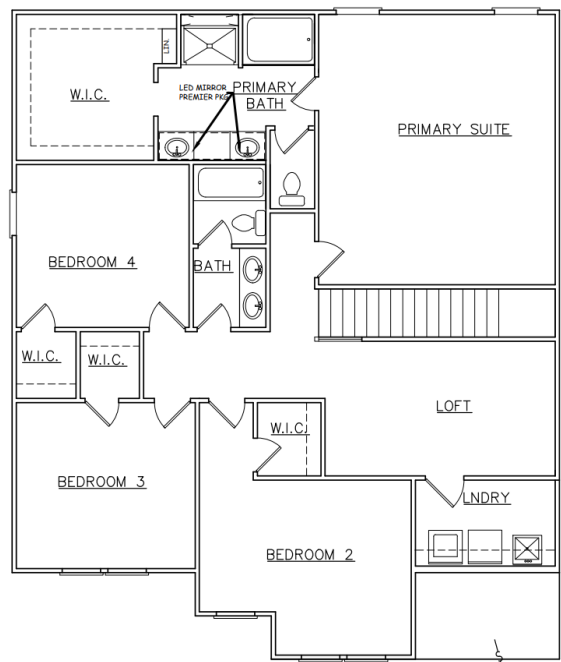 LIN.
W.I.C.
LED MIRROR
PREMIER PKG
PRIMARY
BATH
PRIMARY SUITE
BEDROOM 4
BATH
W.I.C.
W.I.C.
LOFT
W.I.C.
BEDROOM 3
LNDRY
BEDROOM 2